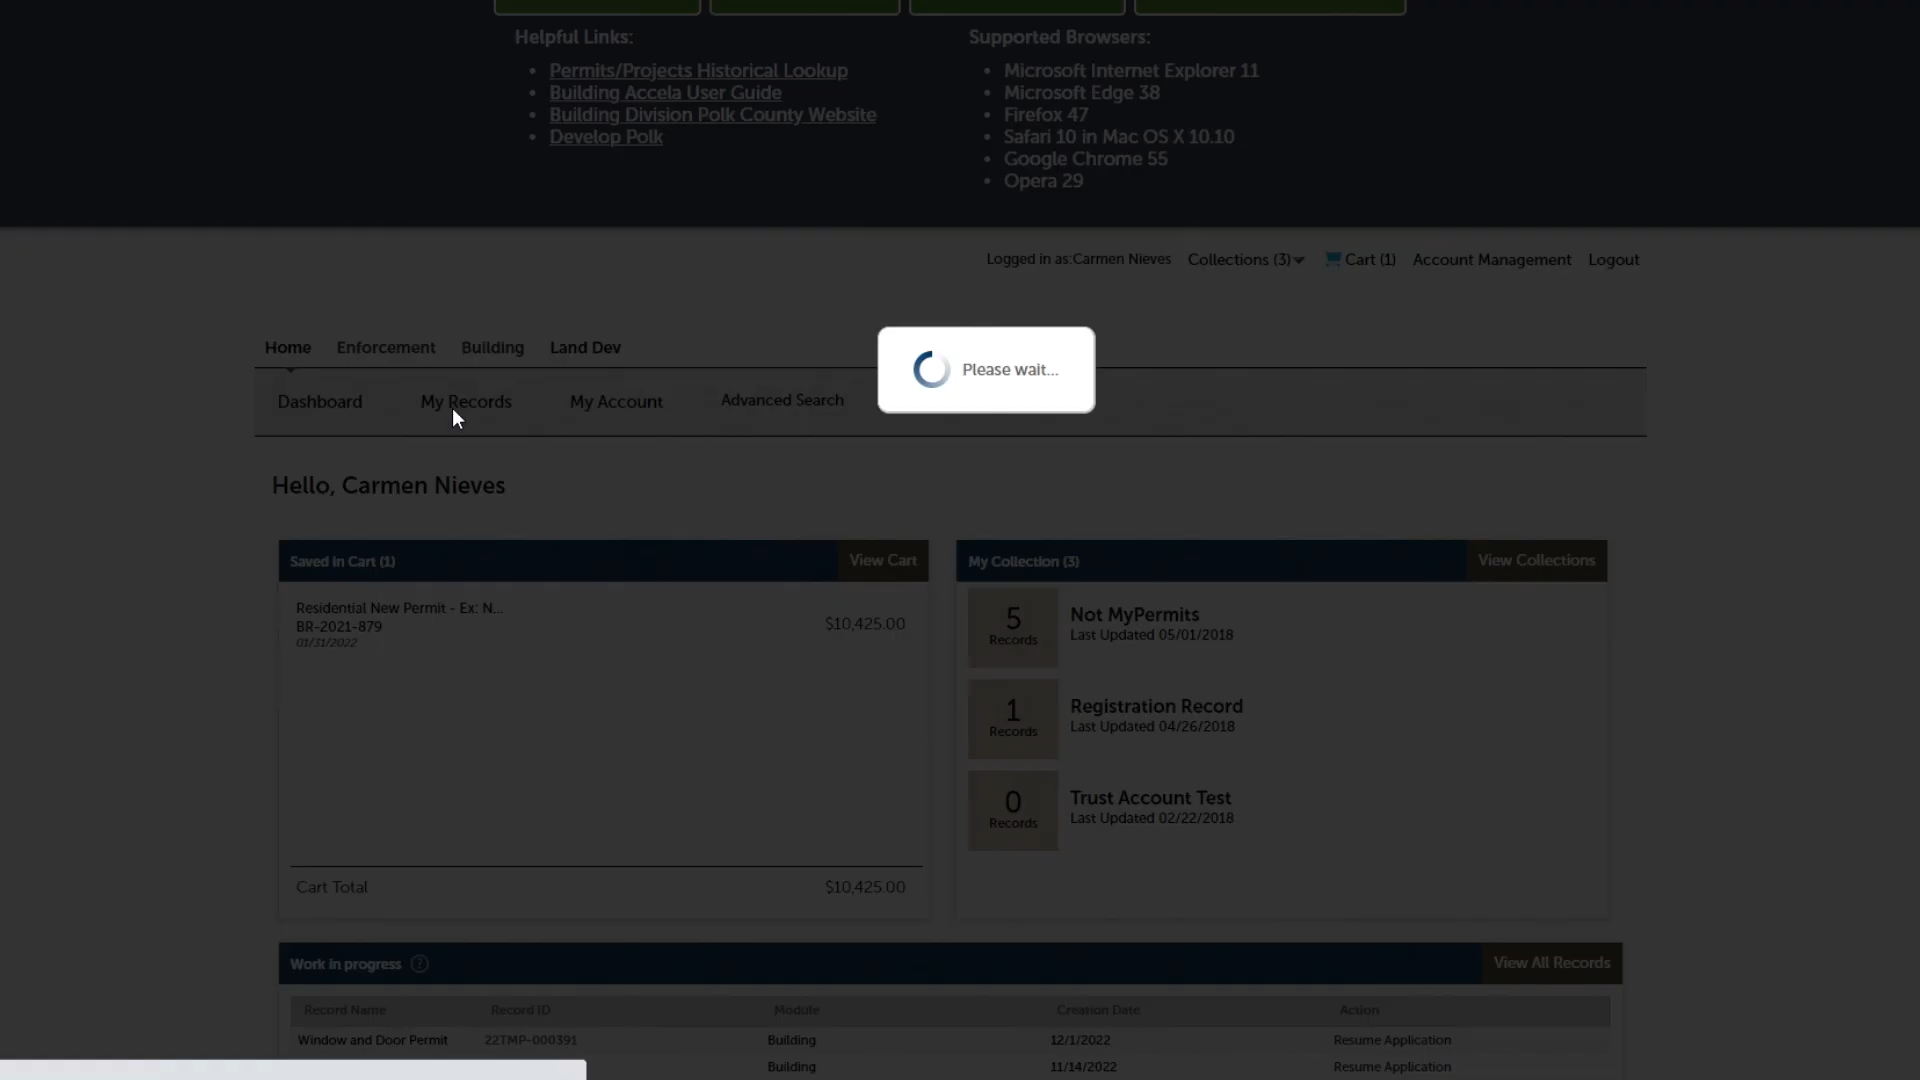 Helpful Links:
Permits/Projects Historical Lookup
Building Accela User Guide
Building Division Polk County Website
Develop Polk
Supported Browsers:
Microsoft Internet Explorer 11
Microsoft Edge 38
Firefox 47
Safari 10 in Mac OS X 10.10
Google Chrome 55
Opera 29
Logged in as:Carmen Nieves Collections (3) Cart (1) Account Management Logout
Home Enforcement Building Land Dev
Please wait...
Dashboard My Records My Account Advanced Search
Hello, Carmen Nieves
Saved in Cart (1) View Cart
Residential New Permit - Ex: N...
BR-2021-879
01/31/2022
$10,425.00
Cart Total $10,425.00
My Collection (3) View Collections
5
Records
Not MyPermits
Last Updated 05/01/2018
1
Records
Registration Record
Last Updated 04/26/2018
0
Records
Trust Account Test
Last Updated 02/22/2018
Work in progress ? View All Records
Record Name Record ID Module Creation Date Action
Window and Door Permit 22TMP-000391 Building 12/1/2022 Resume Application
Building 11/14/2022 Resume Application